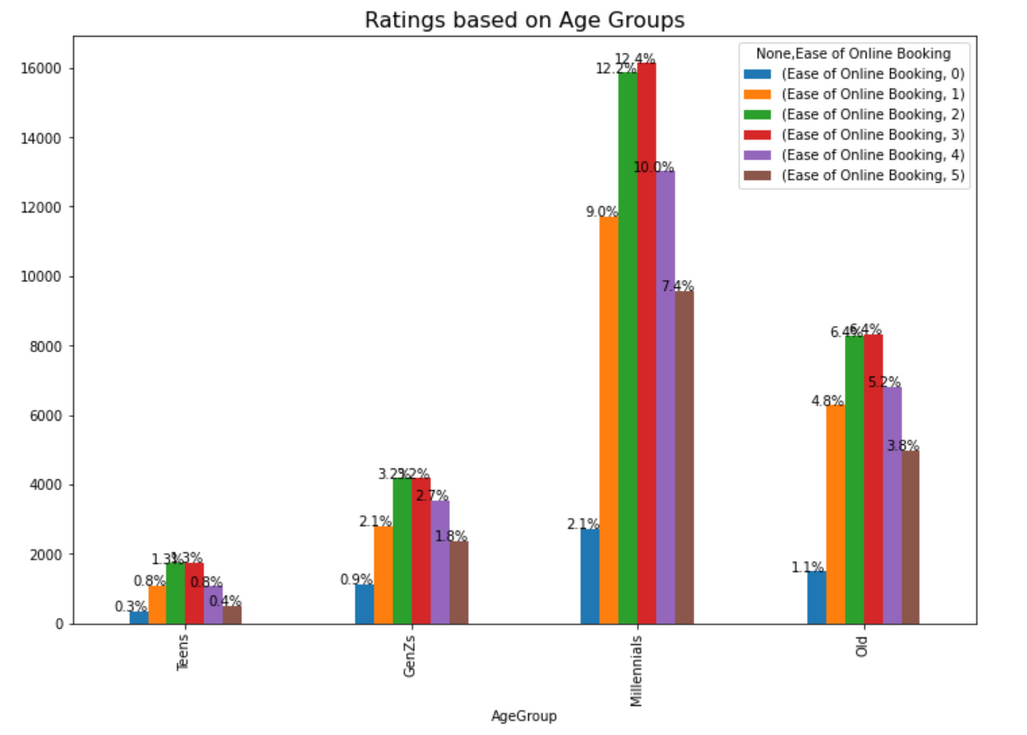 Ratings based on Age Groups
None,Ease of Online Booking
(Ease of Online Booking, 0)
(Ease of Online Booking, 1)
(Ease of Online Booking, 2)
(Ease of Online Booking, 3)
(Ease of Online Booking, 4)
(Ease of Online Booking, 5)
16000
14000
12000
10000
8000
6000
4000
2000
0
0.3%
0.8%
1.3%
1.3%
0.8%
0.4%
0.9%
2.1%
3.2%
3.2%
2.7%
1.8%
2.1%
9.0%
12.2%
12.4%
10.0%
7.4%
1.1%
4.8%
6.4%
6.4%
5.2%
3.8%
Teens
GenZs
Millennials
Old
AgeGroup